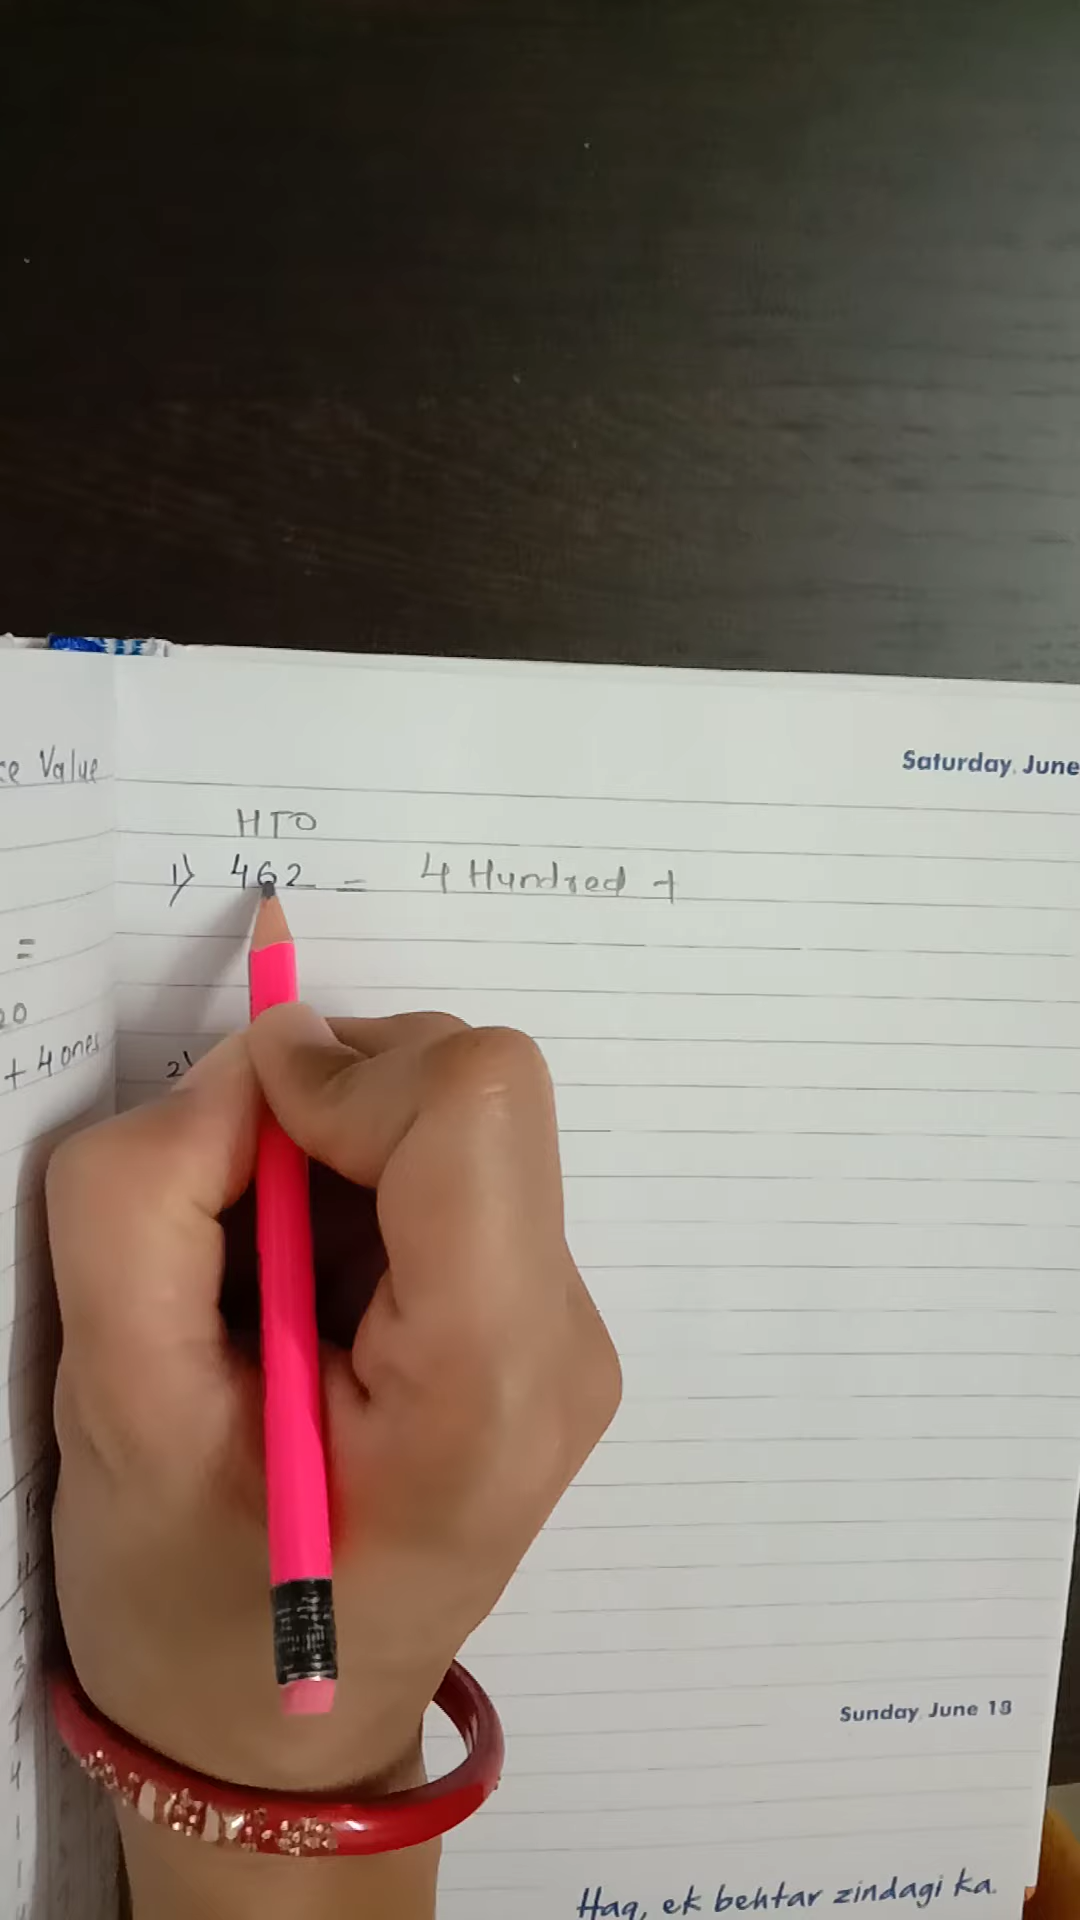 Value
=
20
+ 4 ones
Saturday, June
HTO
1) 462 = 4 Hundred +
2)
Sunday, June 18
Haq, ek behtar zindagi ka.